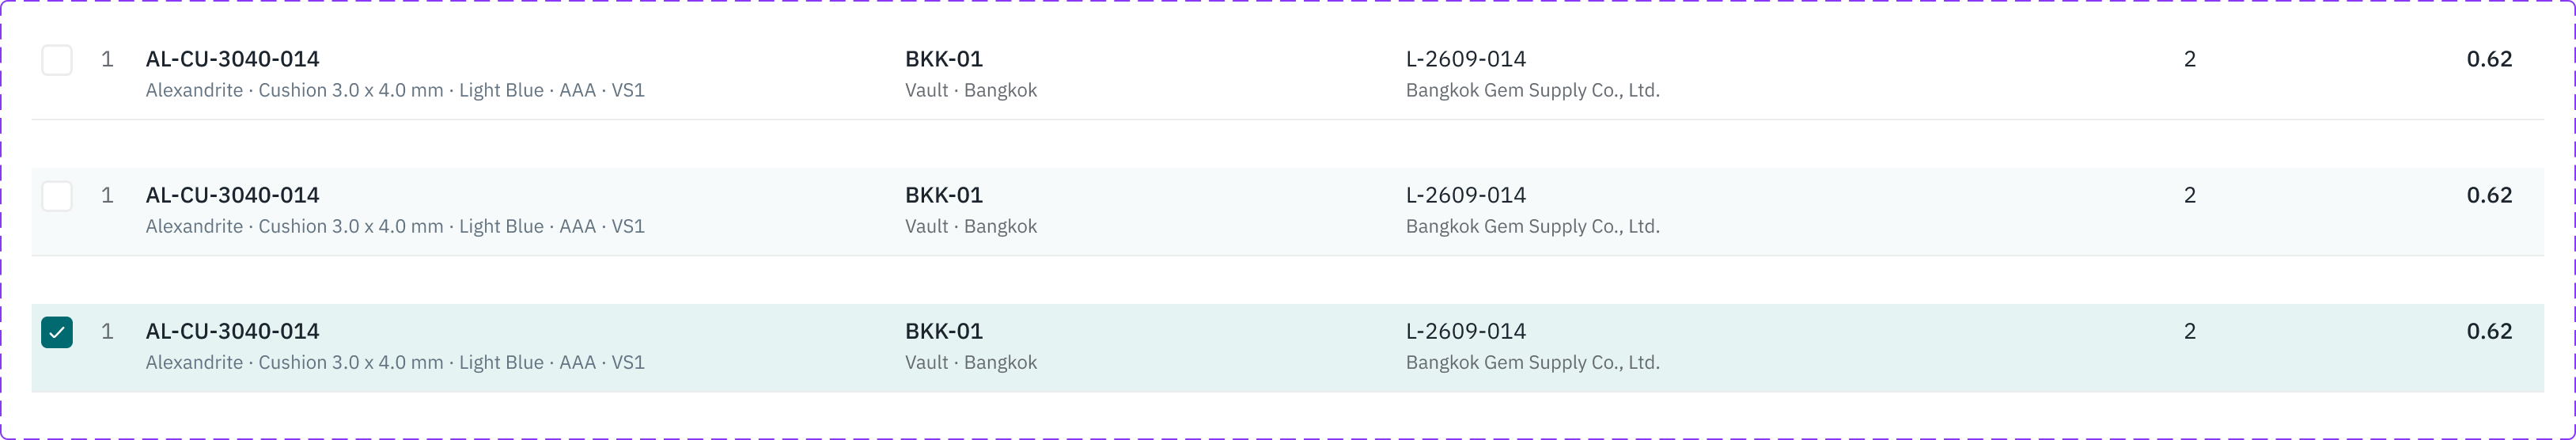 1 AL-CU-3040-014 BKK-01 L-2609-014 2 0.62
Alexandrite · Cushion 3.0 x 4.0 mm · Light Blue · AAA · VS1 Vault · Bangkok Bangkok Gem Supply Co., Ltd.
1 AL-CU-3040-014 BKK-01 L-2609-014 2 0.62
Alexandrite · Cushion 3.0 x 4.0 mm · Light Blue · AAA · VS1 Vault · Bangkok Bangkok Gem Supply Co., Ltd.
1 AL-CU-3040-014 BKK-01 L-2609-014 2 0.62
Alexandrite · Cushion 3.0 x 4.0 mm · Light Blue · AAA · VS1 Vault · Bangkok Bangkok Gem Supply Co., Ltd.